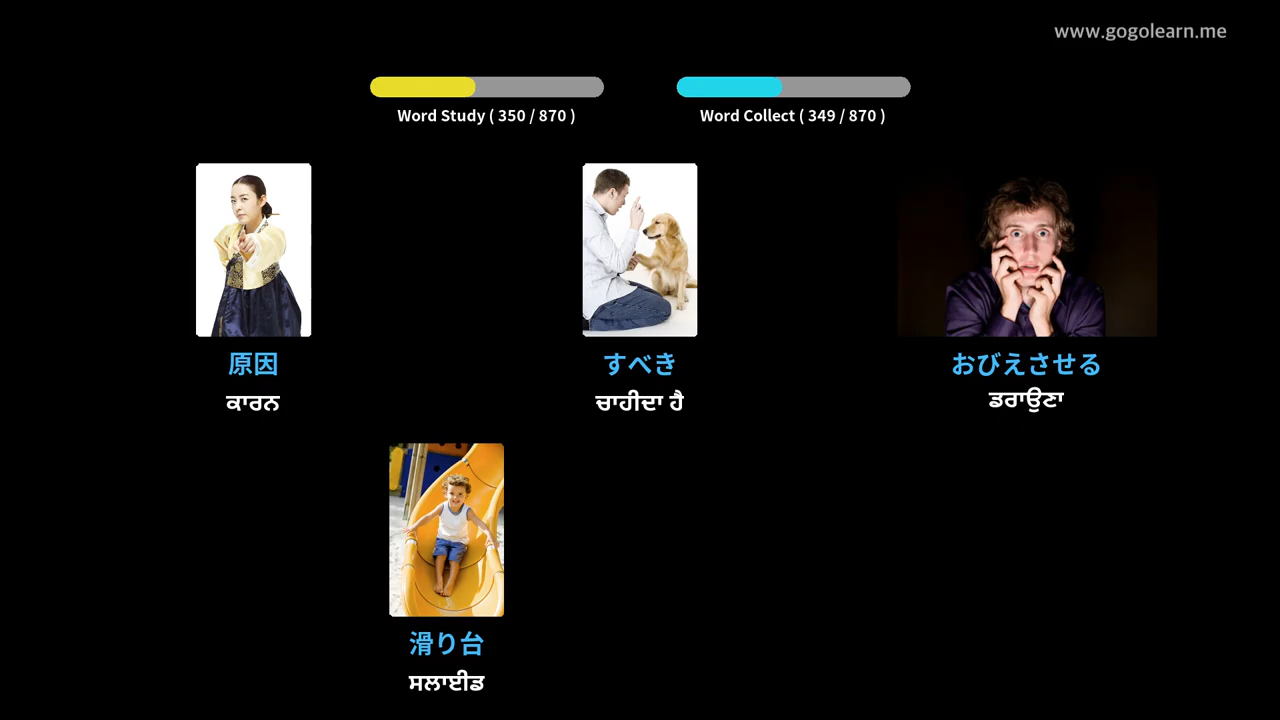 www.gogolearn.me
Word Study ( 350 / 870 )
Word Collect ( 349 / 870 )
原因
ਕਾਰਨ
すべき
ਚਾਹੀਦਾ ਹੈ
おびえさせる
ਡਰਾਉਣਾ
滑り台
ਸਲਾਈਡ